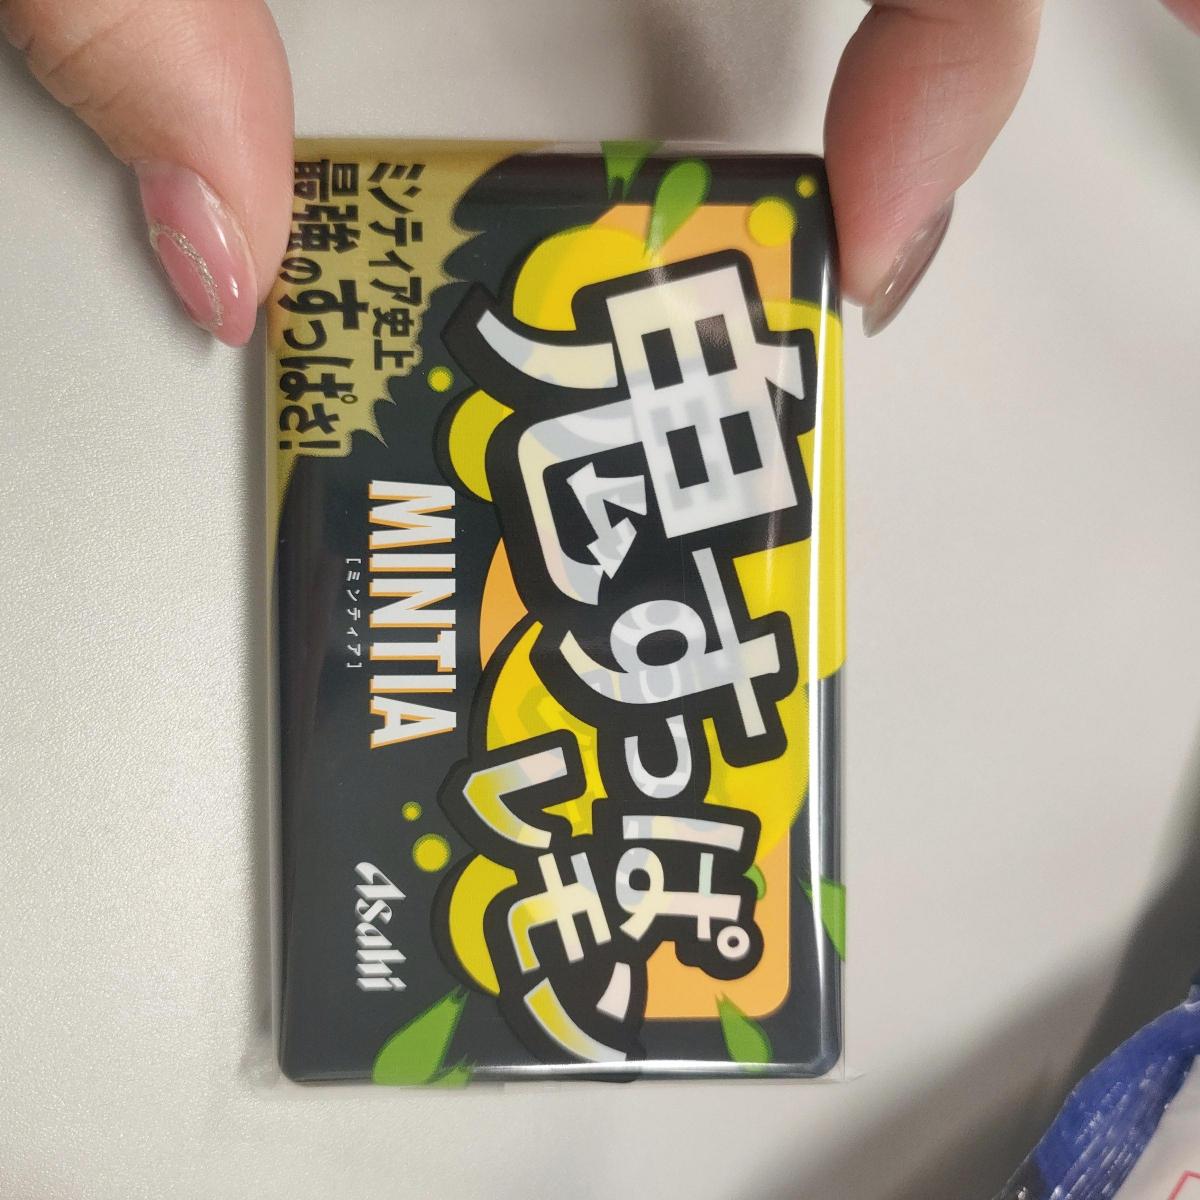 鬼すっぱ
レモン
MINTIA
[ミンティア]
Asahi
ミンティア史上
最強のすっぱさ!